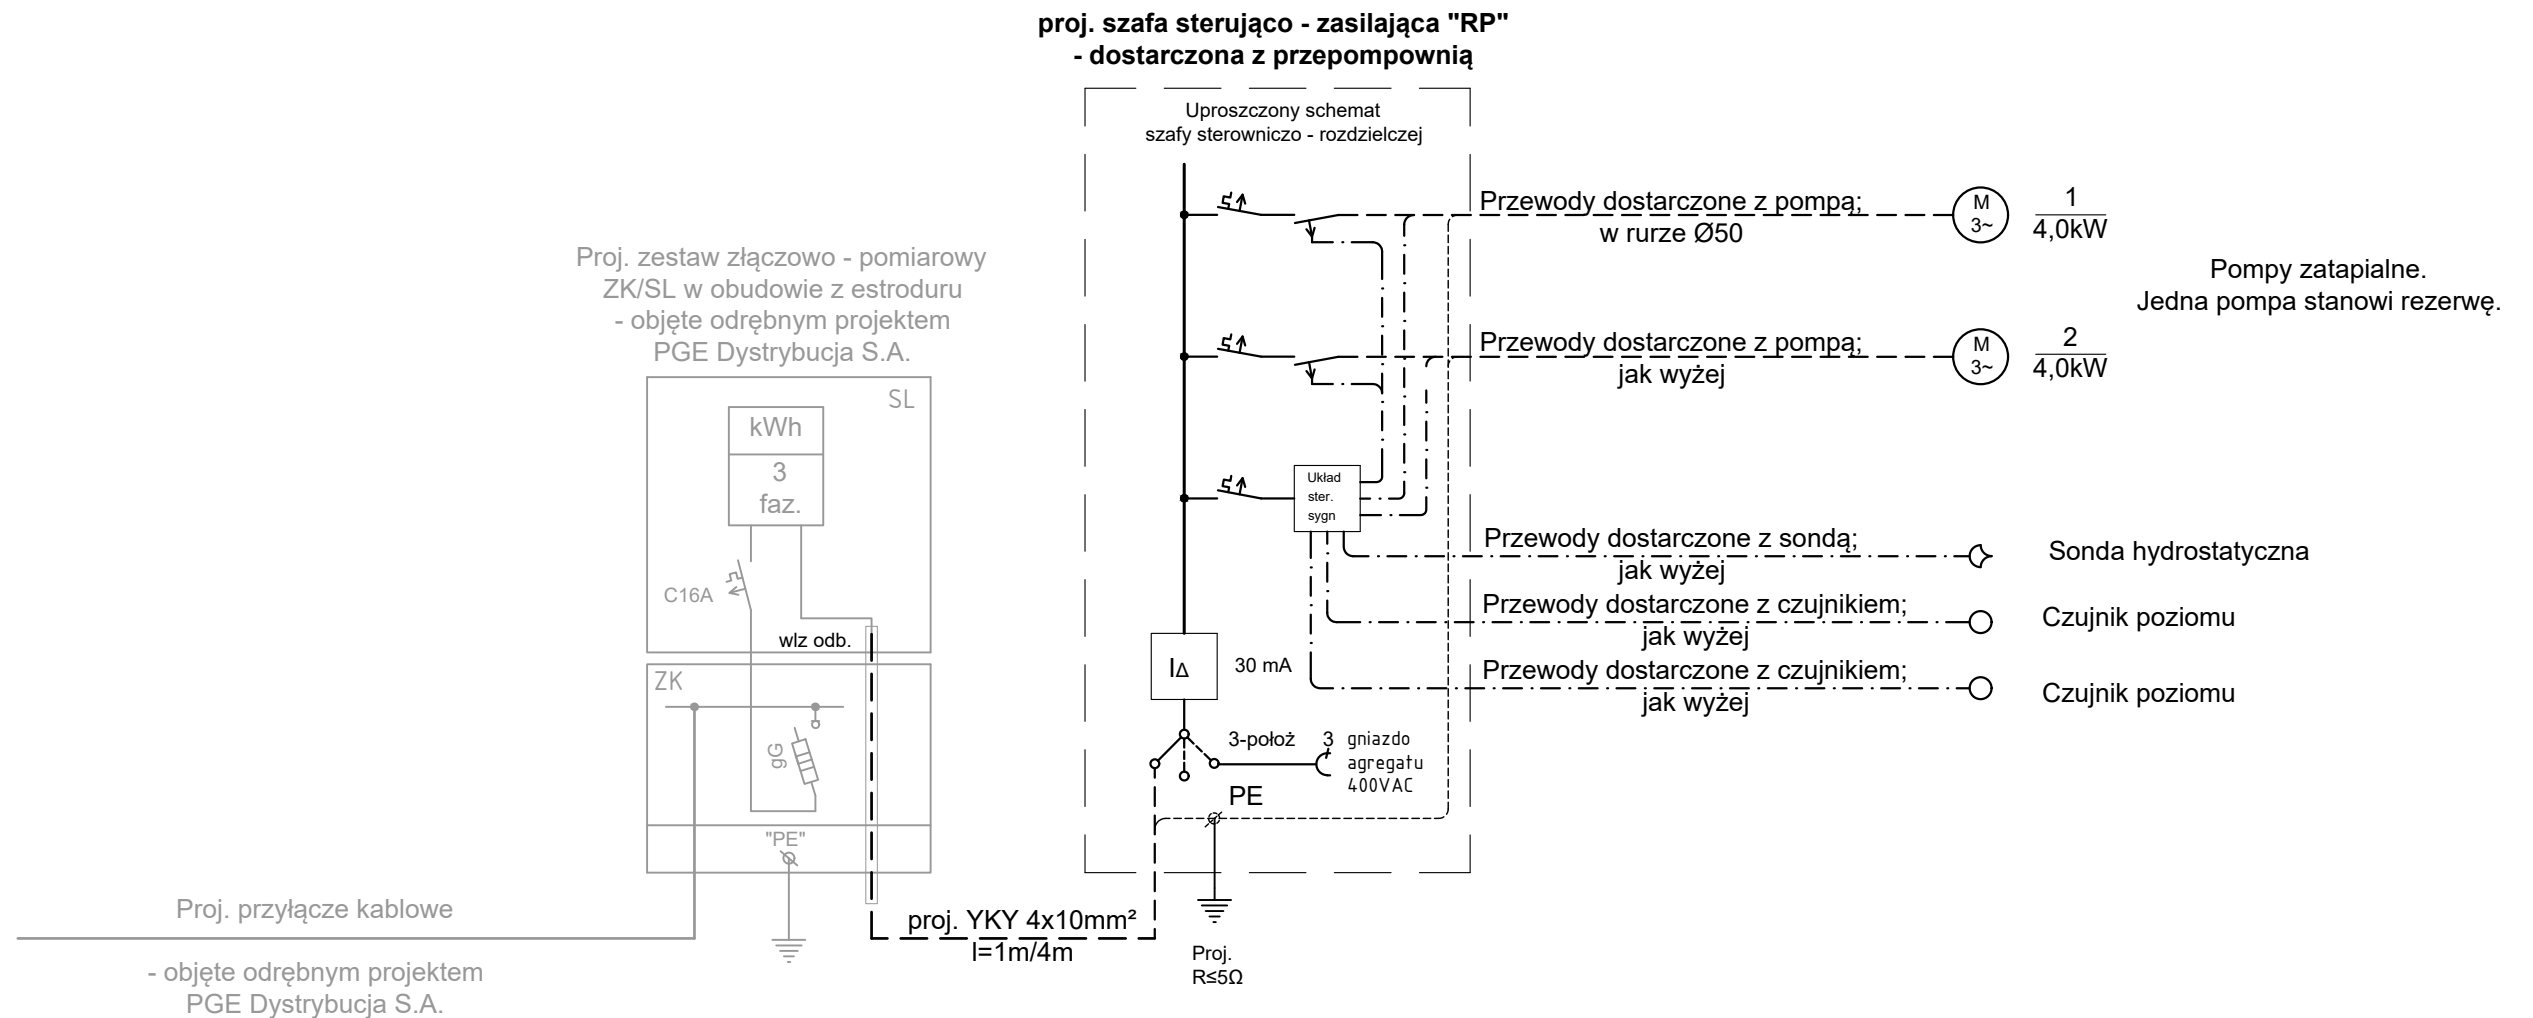 proj. szafa sterująco - zasilająca "RP"
- dostarczona z przepompownią
Uproszczony schemat
szafy sterowniczo - rozdzielczej
Przewody dostarczone z pompą;
w rurze Ø50
M
3~
1
4,0kW
Pompy zatapialne.
Jedna pompa stanowi rezerwę.
Przewody dostarczone z pompą;
jak wyżej
M
3~
2
4,0kW
Proj. zestaw złączowo - pomiarowy
ZK/SL w obudowie z estroduru
- objęte odrębnym projektem
PGE Dystrybucja S.A.
SL
kWh
3
faz.
C16A
wlz odb.
ZK
gG
"PE"
Układ
ster.
sygn
Przewody dostarczone z sondą;
jak wyżej
Sonda hydrostatyczna
Przewody dostarczone z czujnikiem;
jak wyżej
Czujnik poziomu
Przewody dostarczone z czujnikiem;
jak wyżej
Czujnik poziomu
I∆
30 mA
3-położ
3
gniazdo
agregatu
400VAC
PE
Proj. przyłącze kablowe
- objęte odrębnym projektem
PGE Dystrybucja S.A.
proj. YKY 4x10mm²
l=1m/4m
Proj.
R≤5Ω